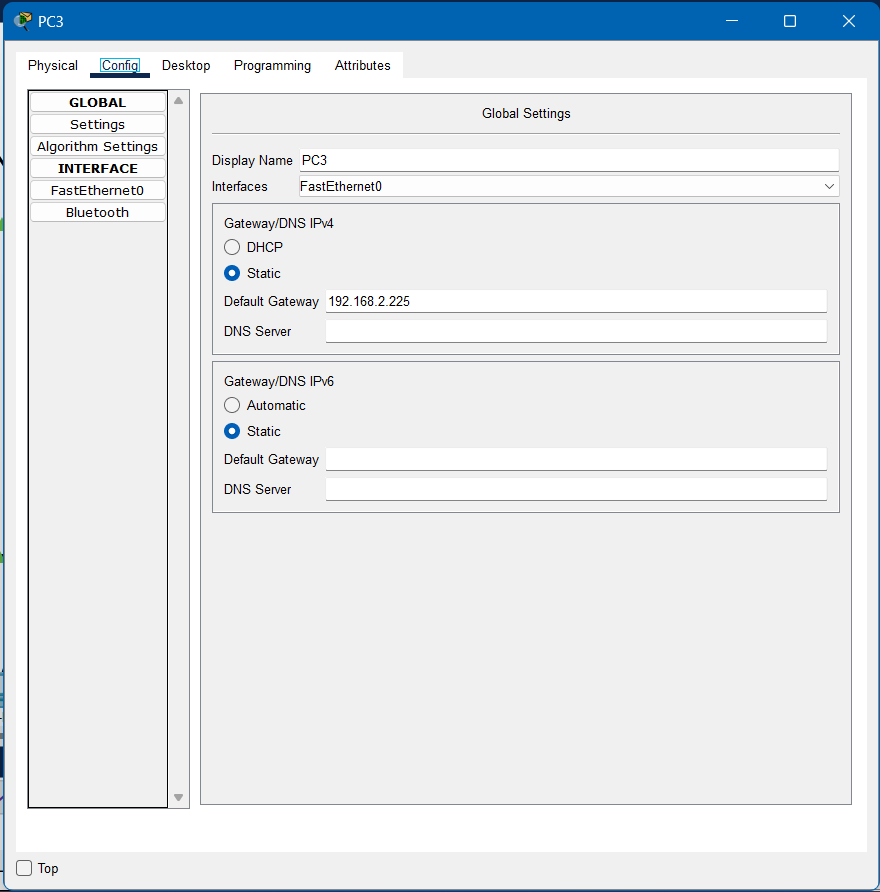 PC3
Physical Config Desktop Programming Attributes
GLOBAL
Settings
Algorithm Settings
INTERFACE
FastEthernet0
Bluetooth
Global Settings
Display Name PC3
Interfaces FastEthernet0
Gateway/DNS IPv4
DHCP
Static
Default Gateway 192.168.2.225
DNS Server
Gateway/DNS IPv6
Automatic
Static
Default Gateway
DNS Server
Top